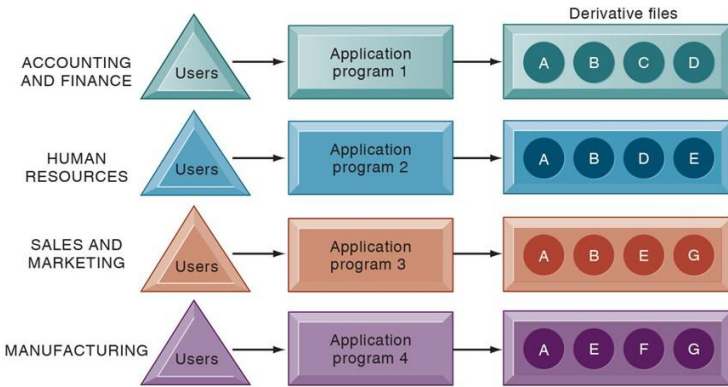 Derivative files
ACCOUNTING
AND FINANCE
Users
Application
program 1
A B C D
HUMAN
RESOURCES
Users
Application
program 2
A B D E
SALES AND
MARKETING
Users
Application
program 3
A B E G
MANUFACTURING
Users
Application
program 4
A E F G